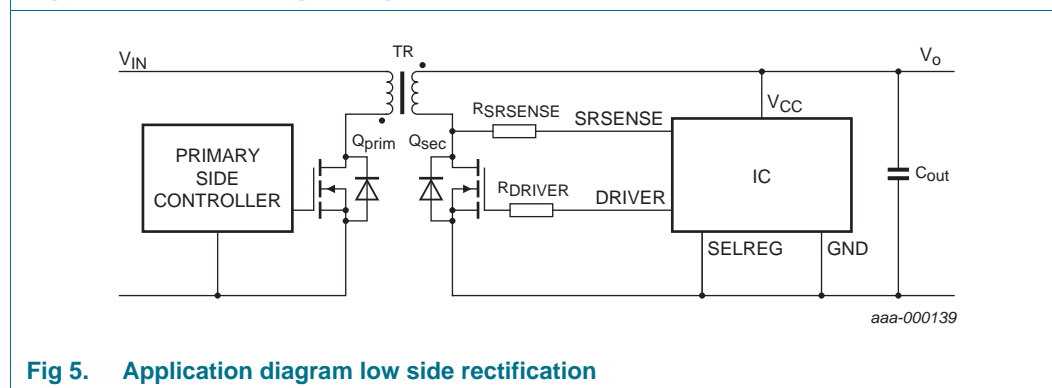 TR
V_IN
V_o
V_CC
R_SRSENSE
SRSENSE
Q_prim
Q_sec
PRIMARY
SIDE
CONTROLLER
IC
C_out
R_DRIVER
DRIVER
SELREG
GND
aaa-000139
Fig 5. Application diagram low side rectification